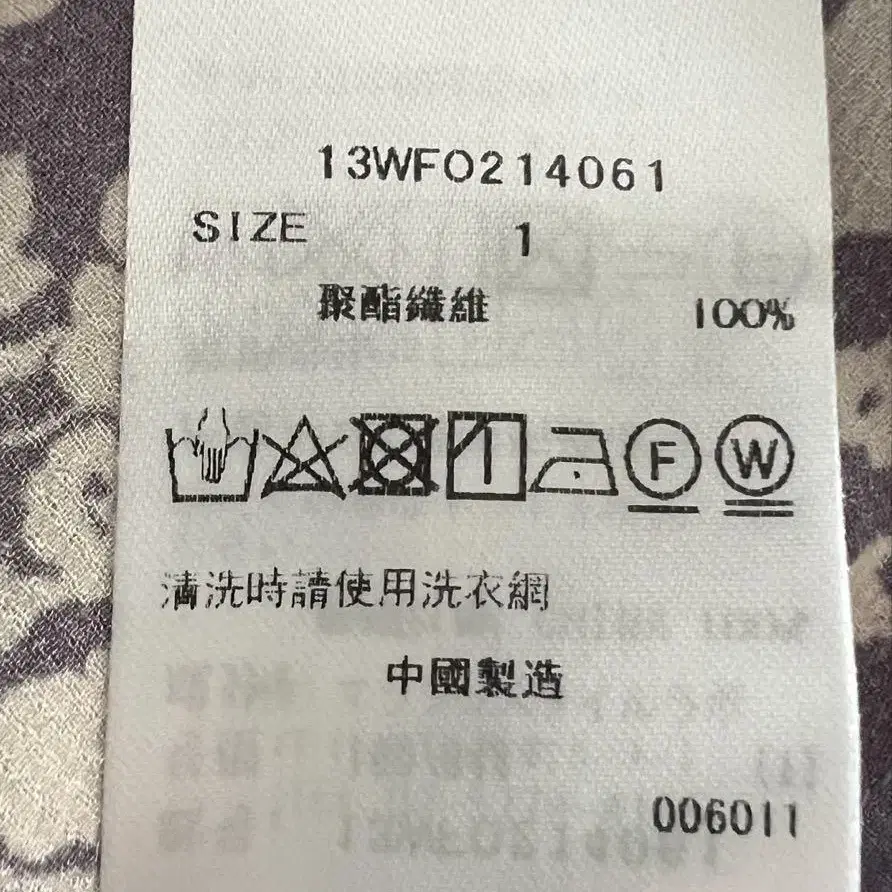 13WFO214061
SIZE 1
聚酯纖維 100%
F W
清洗時請使用洗衣網
中國製造
006011